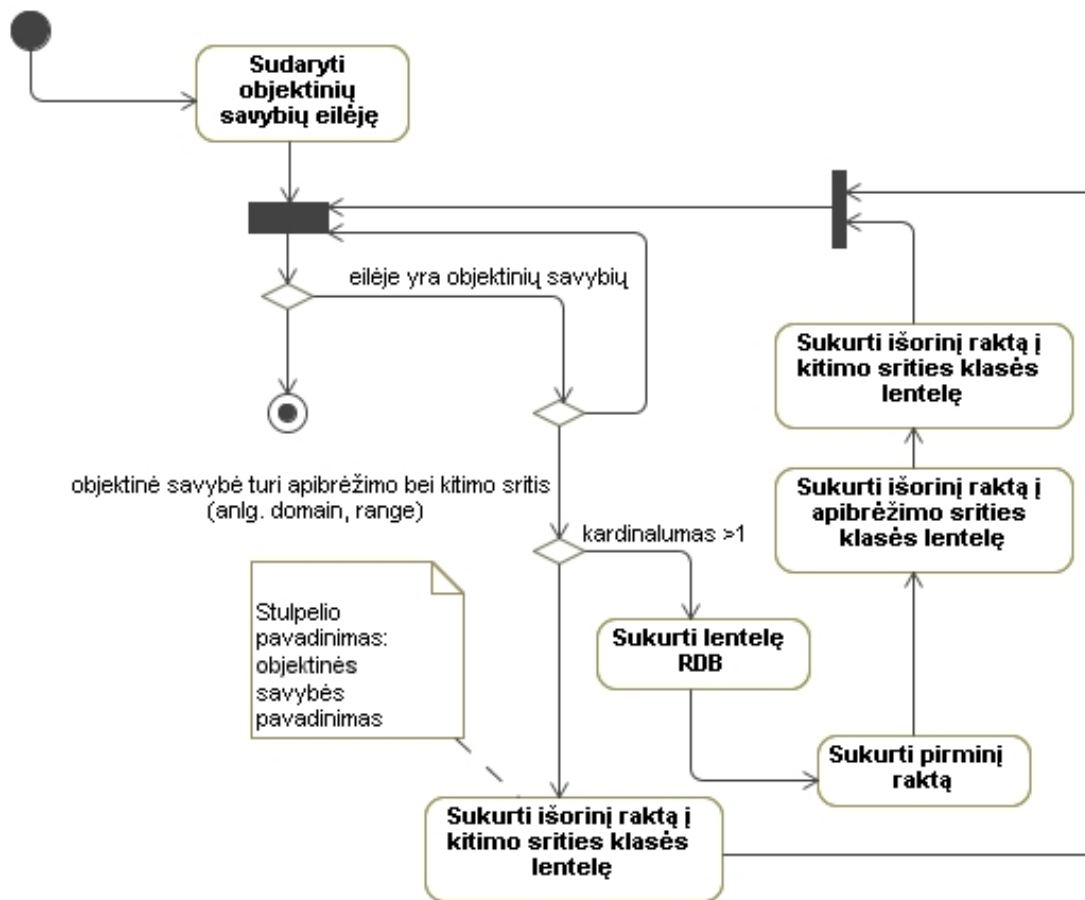 Sudaryti
objektinių
savybių eilėję
eilėje yra objektinių savybių
Sukurti išorinį raktą į
kitimo srities klasės
lentelę
objektinė savybė turi apibrėžimo bei kitimo sritis
(anlg. domain, range)
Sukurti išorinį raktą į
apibrėžimo srities
klasės lentelę
kardinalumas >1
Stulpelio
pavadinimas:
objektinės
savybės
pavadinimas
Sukurti lentelę
RDB
Sukurti pirminį
raktą
Sukurti išorinį raktą į
kitimo srities klasės
lentelę